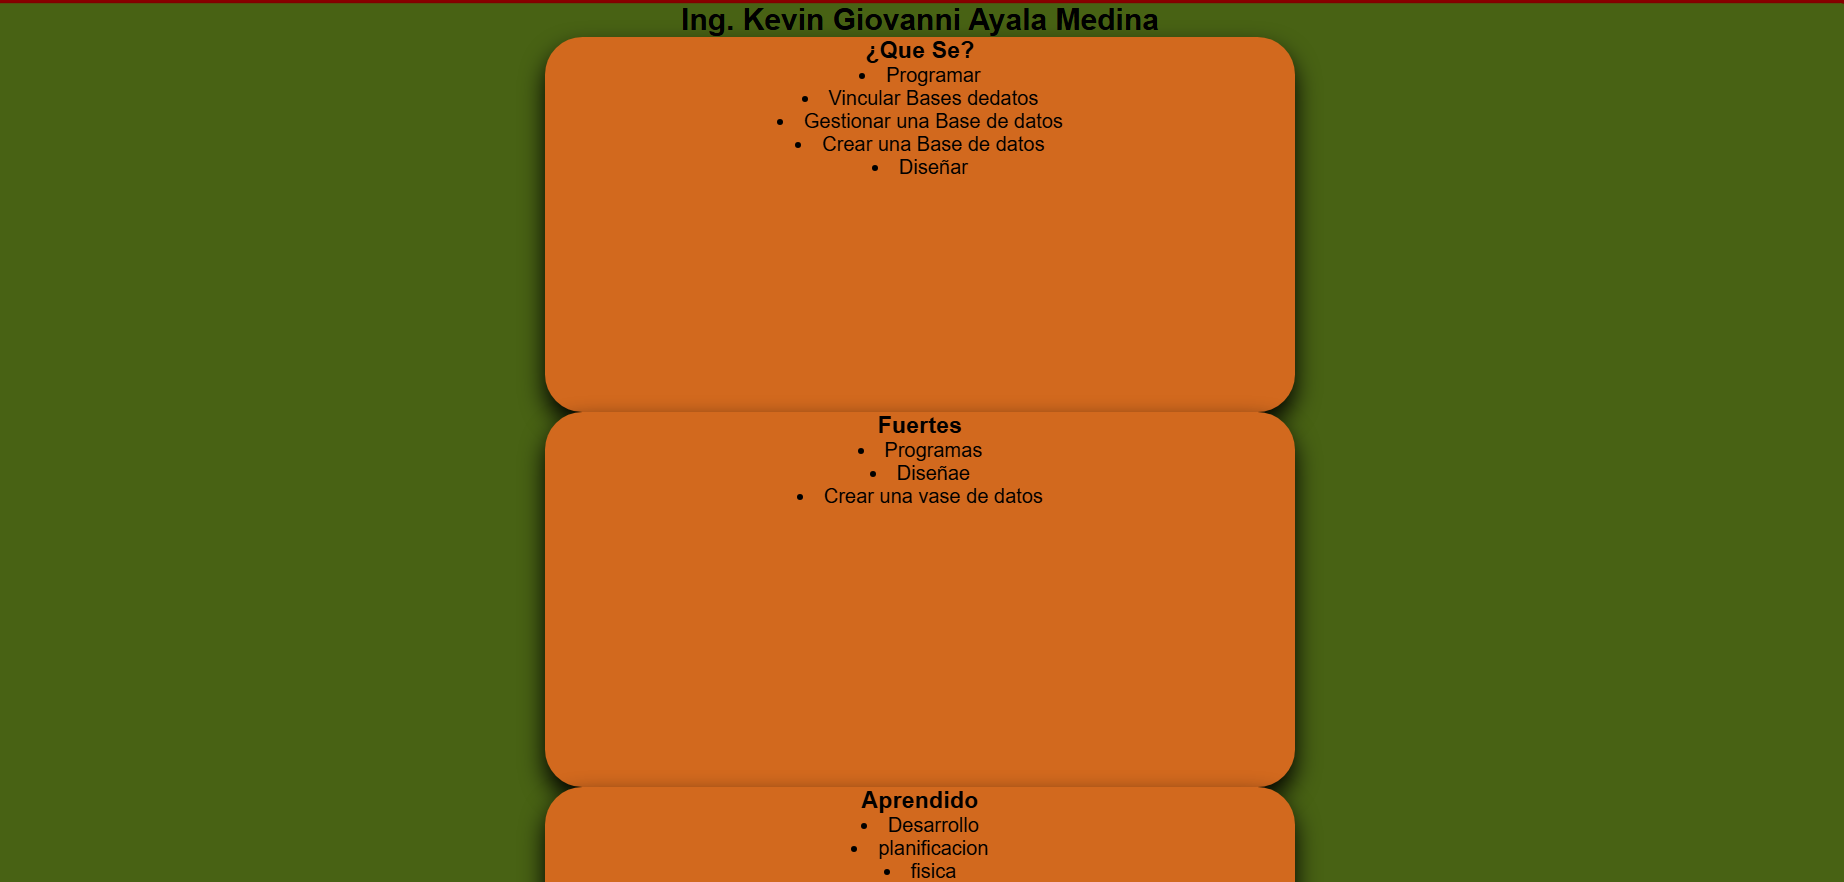 Ing. Kevin Giovanni Ayala Medina
¿Que Se?
• Programar
• Vincular Bases dedatos
• Gestionar una Base de datos
• Crear una Base de datos
• Diseñar
Fuertes
• Programas
• Diseñae
• Crear una vase de datos
Aprendido
• Desarrollo
• planificacion
• fisica